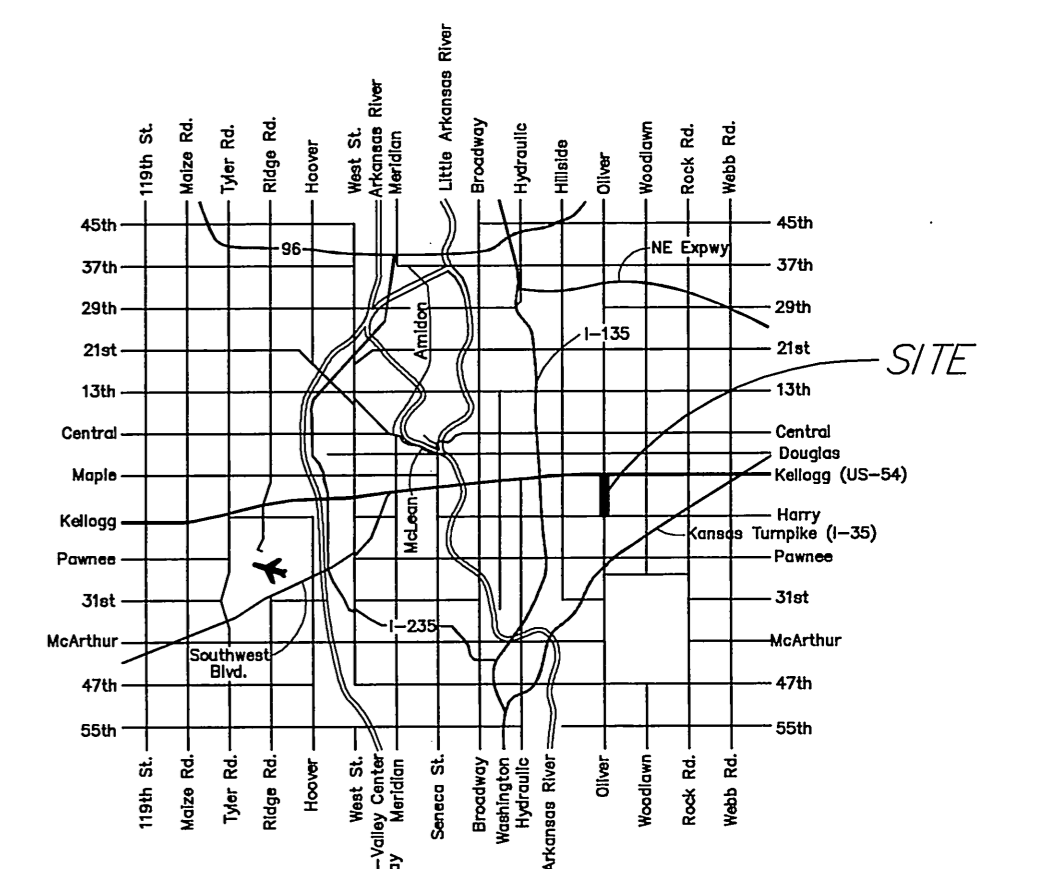 119th St.
Maize Rd.
Tyler Rd.
Ridge Rd.
Hoover
West St.
Arkansas River
Meridian
Little Arkansas River
Broadway
Hydraulic
Hillside
Oliver
Woodlawn
Rock Rd.
Webb Rd.
45th
45th
96
NE Expwy
37th
37th
29th
29th
Amidon
I-135
21st
21st
SITE
13th
13th
Central
Central
Douglas
Maple
Kellogg (US-54)
McLean
Kellogg
Harry
Kansas Turnpike (I-35)
Pawnee
Pawnee
31st
31st
I-235
McArthur
McArthur
Southwest
Blvd.
47th
47th
55th
55th
119th St.
Maize Rd.
Tyler Rd.
Ridge Rd.
Hoover
West St.
-Valley Center
ay
Meridian
Seneca St.
Broadway
Washington
Hydraulic
Arkansas River
Oliver
Woodlawn
Rock Rd.
Webb Rd.